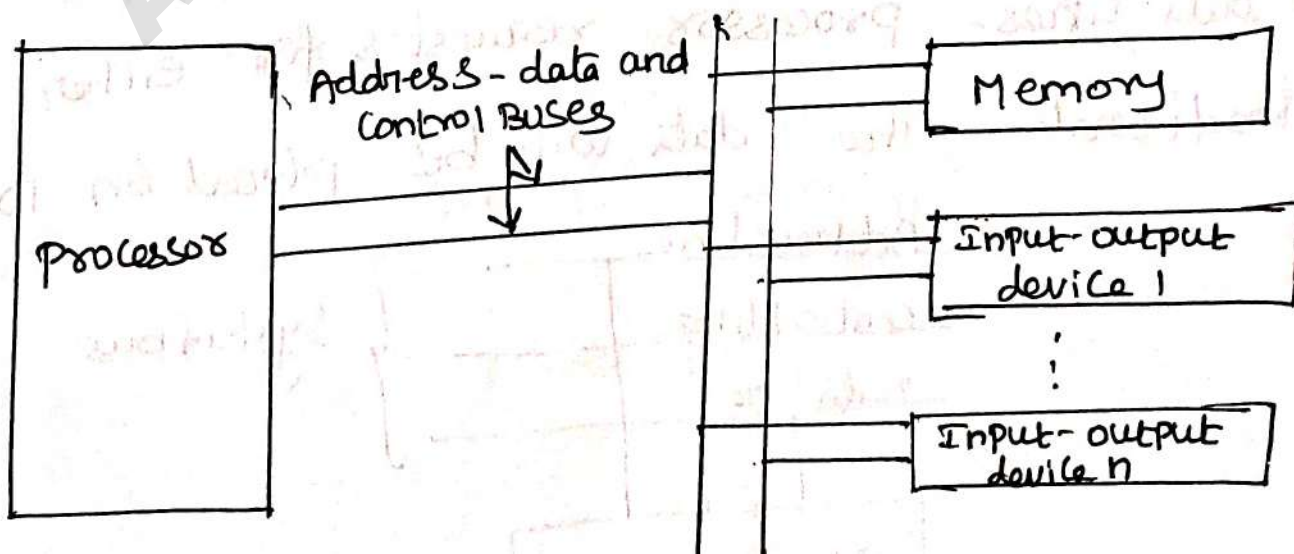 Processor
Address-data and
Control Buses
Memory
Input-output
device 1
Input-output
device n